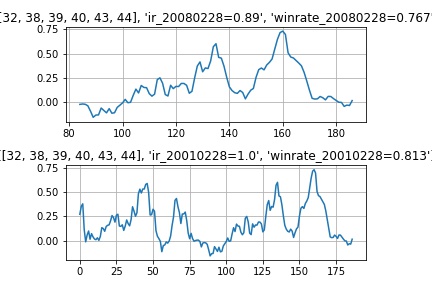 [32, 38, 39, 40, 43, 44], 'ir_20080228=0.89', 'winrate_20080228=0.767'
0.75
0.50
0.25
0.00
80 100 120 140 160 180
[[32, 38, 39, 40, 43, 44], 'ir_20010228=1.0', 'winrate_20010228=0.813']
0.75
0.50
0.25
0.00
0 25 50 75 100 125 150 175